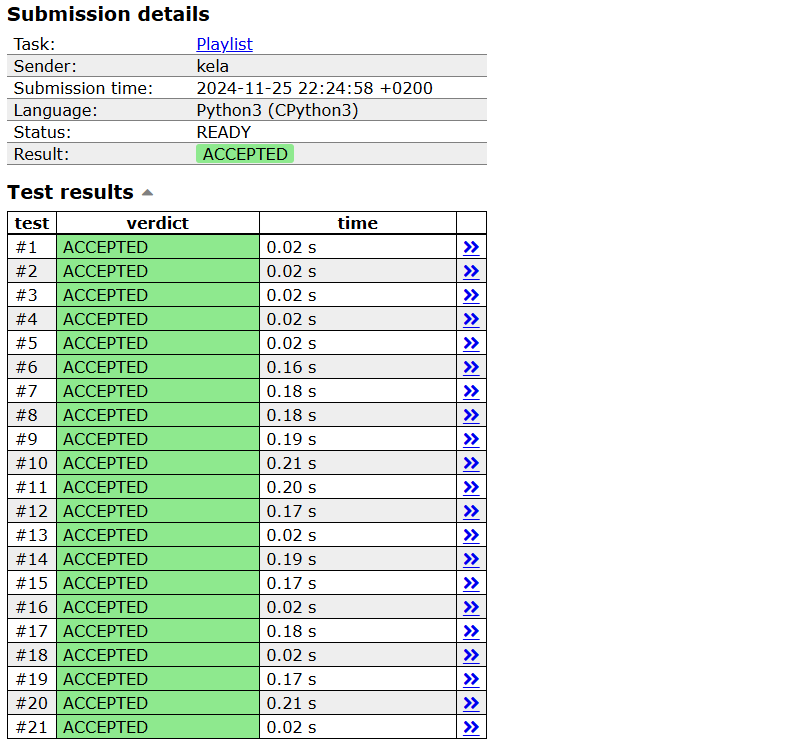 Submission details
Task: Playlist
Sender: kela
Submission time: 2024-11-25 22:24:58 +0200
Language: Python3 (CPython3)
Status: READY
Result: ACCEPTED
Test results
test verdict time
#1 ACCEPTED 0.02 s
#2 ACCEPTED 0.02 s
#3 ACCEPTED 0.02 s
#4 ACCEPTED 0.02 s
#5 ACCEPTED 0.02 s
#6 ACCEPTED 0.16 s
#7 ACCEPTED 0.18 s
#8 ACCEPTED 0.18 s
#9 ACCEPTED 0.19 s
#10 ACCEPTED 0.21 s
#11 ACCEPTED 0.20 s
#12 ACCEPTED 0.17 s
#13 ACCEPTED 0.02 s
#14 ACCEPTED 0.19 s
#15 ACCEPTED 0.17 s
#16 ACCEPTED 0.02 s
#17 ACCEPTED 0.18 s
#18 ACCEPTED 0.02 s
#19 ACCEPTED 0.17 s
#20 ACCEPTED 0.21 s
#21 ACCEPTED 0.02 s